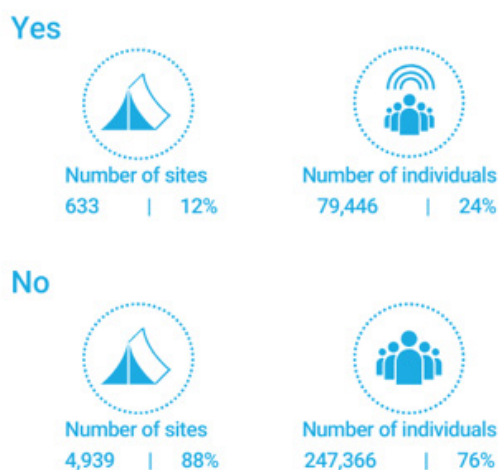 Yes
Number of sites Number of individuals
633 | 12% 79,446 | 24%
No
Number of sites Number of individuals
4,939 | 88% 247,366 | 76%